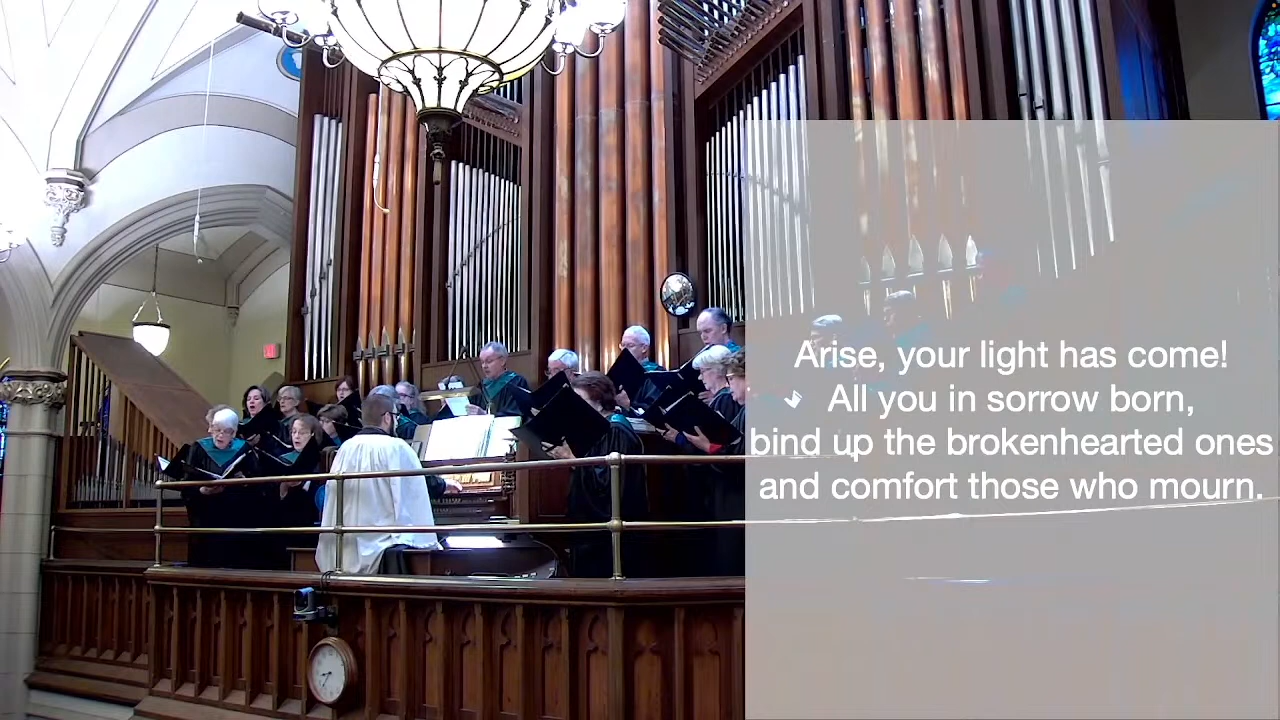 Arise, your light has come!
All you in sorrow born,
bind up the brokenhearted ones
and comfort those who mourn.